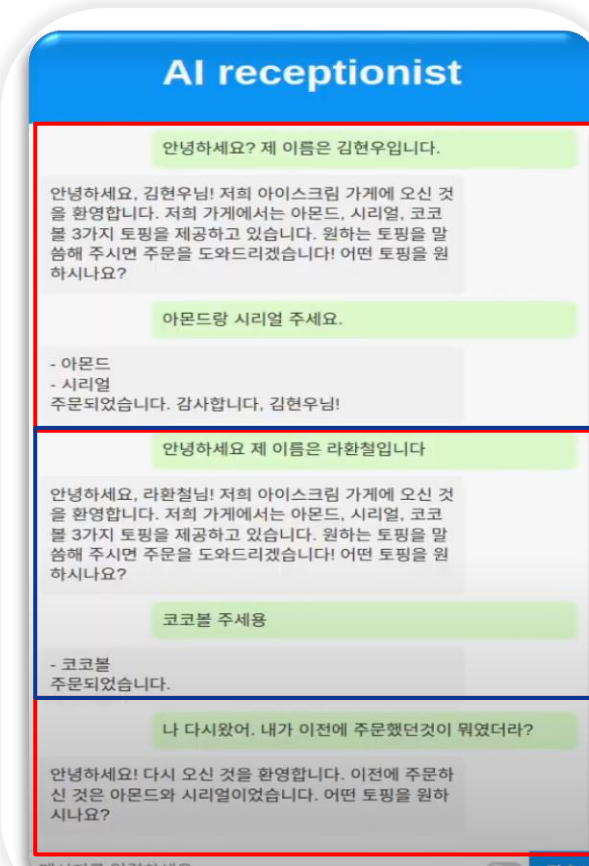 AI receptionist
안녕하세요? 제 이름은 김현우입니다.
안녕하세요, 김현우님! 저희 아이스크림 가게에 오신 것
을 환영합니다. 저희 가게에서는 아몬드, 시리얼, 코코
볼 3가지 토핑을 제공하고 있습니다. 원하는 토핑을 말
씀해 주시면 주문을 도와드리겠습니다! 어떤 토핑을 원
하시나요?
아몬드랑 시리얼 주세요.
- 아몬드
- 시리얼
주문되었습니다. 감사합니다, 김현우님!
안녕하세요 제 이름은 라환철입니다
안녕하세요, 라환철님! 저희 아이스크림 가게에 오신 것
을 환영합니다. 저희 가게에서는 아몬드, 시리얼, 코코
볼 3가지 토핑을 제공하고 있습니다. 원하는 토핑을 말
씀해 주시면 주문을 도와드리겠습니다! 어떤 토핑을 원
하시나요?
코코볼 주세용
- 코코볼
주문되었습니다.
나 다시왔어. 내가 이전에 주문했던것이 뭐였더라?
안녕하세요! 다시 오신 것을 환영합니다. 이전에 주문하
신 것은 아몬드와 시리얼이었습니다. 어떤 토핑을 원하
시나요?